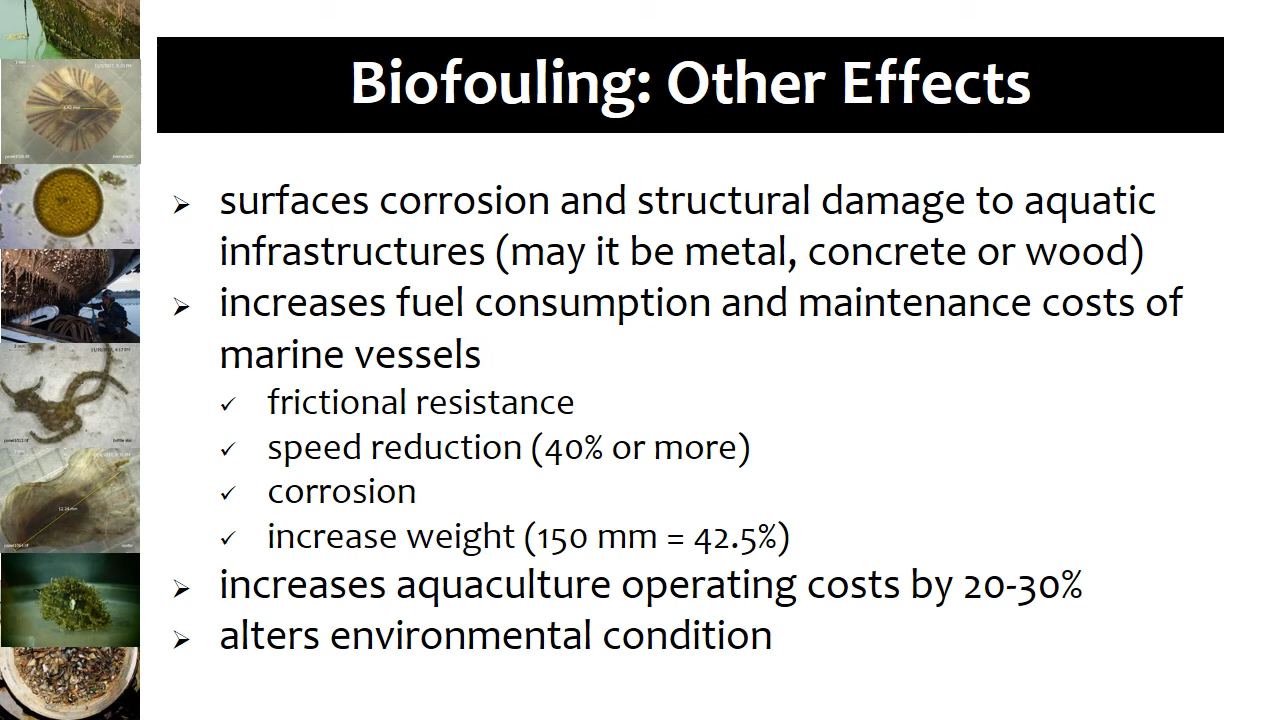 Biofouling: Other Effects
surfaces corrosion and structural damage to aquatic
infrastructures (may it be metal, concrete or wood)
increases fuel consumption and maintenance costs of
marine vessels
frictional resistance
speed reduction (40% or more)
corrosion
increase weight (150 mm = 42.5%)
increases aquaculture operating costs by 20-30%
alters environmental condition